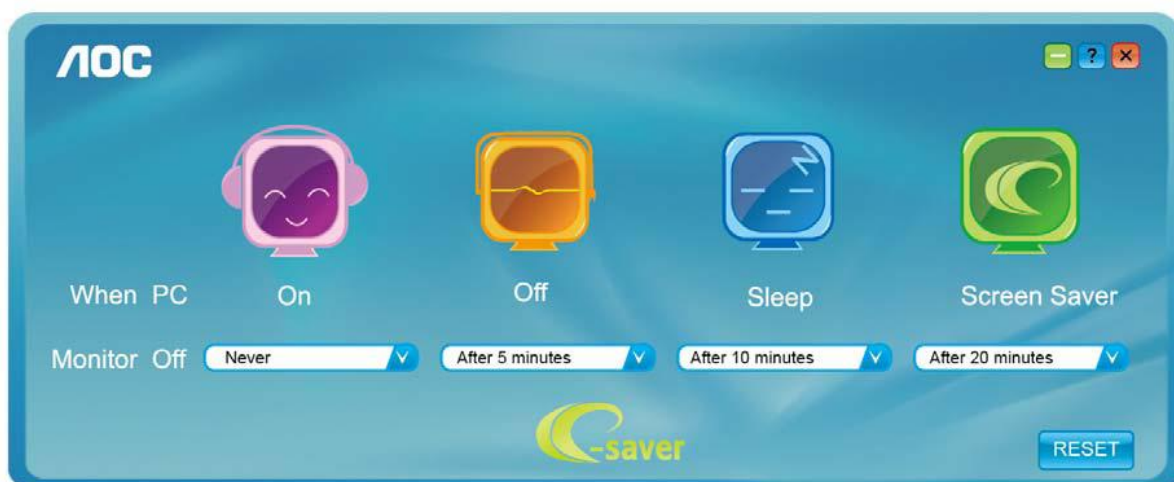 AOC
?
When PC On Off Sleep Screen Saver
Monitor Off Never After 5 minutes After 10 minutes After 20 minutes
e-saver
RESET